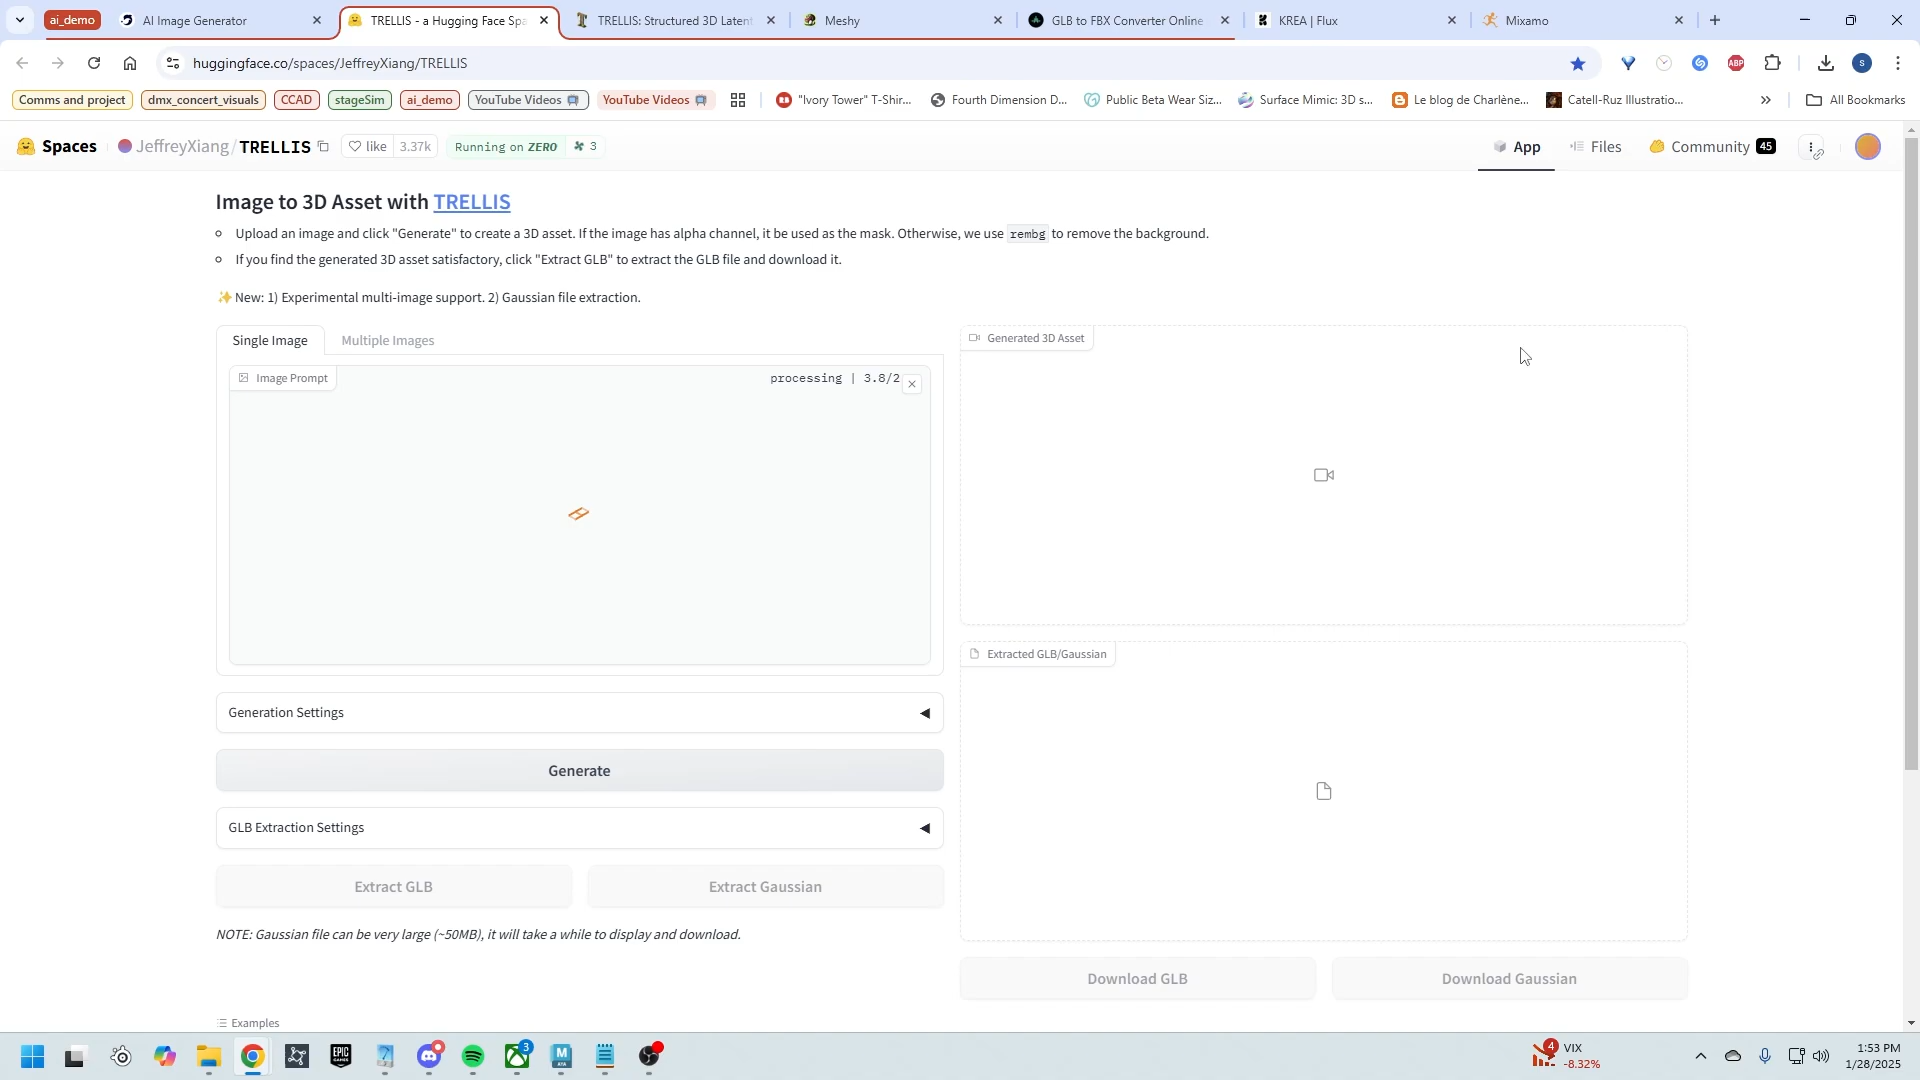 ai_demo
AI Image Generator
TRELLIS - a Hugging Face Spa
TRELLIS: Structured 3D Latent
Meshy
GLB to FBX Converter Online
KREA | Flux
Mixamo
huggingface.co/spaces/JeffreyXiang/TRELLIS
ABP
S
Comms and project
dmx_concert_visuals
CCAD
stageSim
ai_demo
YouTube Videos
YouTube Videos
"Ivory Tower" T-Shir...
Fourth Dimension D...
Public Beta Wear Siz...
Surface Mimic: 3D s...
Le blog de Charlène...
Catell-Ruz Illustratio...
All Bookmarks
Spaces
JeffreyXiang/TRELLIS
like
3.37k
Running on ZERO
3
App
Files
Community
45
Image to 3D Asset with TRELLIS
Upload an image and click "Generate" to create a 3D asset. If the image has alpha channel, it be used as the mask. Otherwise, we use rembg to remove the background.
If you find the generated 3D asset satisfactory, click "Extract GLB" to extract the GLB file and download it.
New: 1) Experimental multi-image support. 2) Gaussian file extraction.
Single Image
Multiple Images
Generated 3D Asset
Image Prompt
processing | 3.8/2
Extracted GLB/Gaussian
Generation Settings
Generate
GLB Extraction Settings
Extract GLB
Extract Gaussian
NOTE: Gaussian file can be very large (~50MB), it will take a while to display and download.
Download GLB
Download Gaussian
Examples
EPIC GAMES
3
M
4
VIX
-8.32%
1:53 PM
1/28/2025